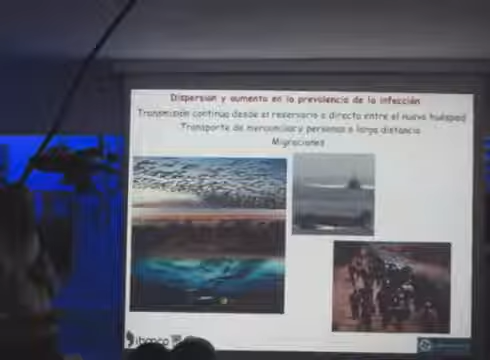 Dispersión y aumento en la prevalencia de la infección
Transmisión continua desde el reservorio o directa entre el nuevo huésped
Transporte de mercancías y personas a larga distancia
Migraciones